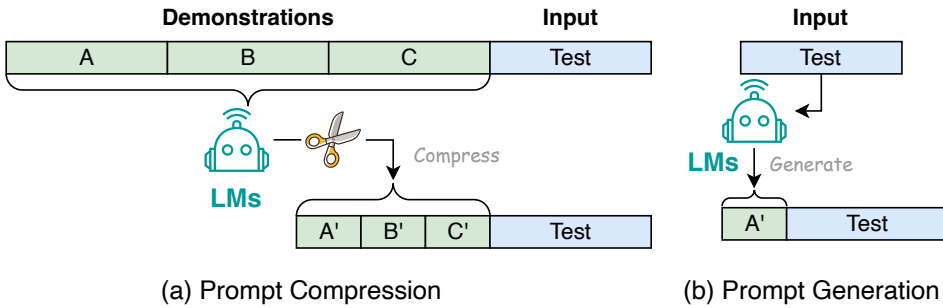 Demonstrations Input
A B C Test
LMs
Compress
A' B' C' Test
(a) Prompt Compression
Input
Test
LMs
Generate
A' Test
(b) Prompt Generation